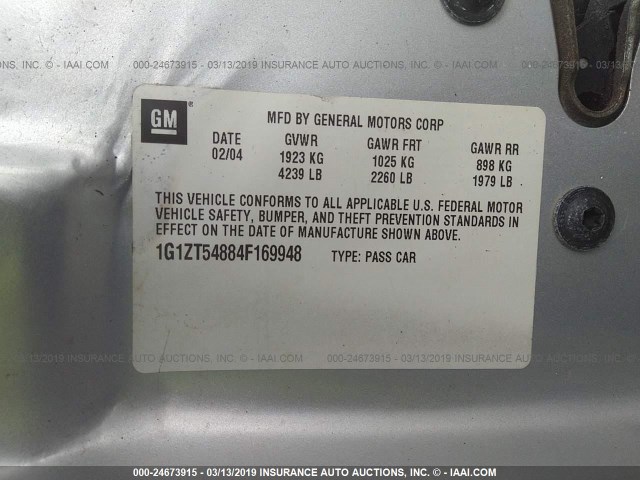 000-24673915 - 03/13/2019 INSURANCE AUTO AUCTIONS, INC. - IAAI.COM
GM®
MFD BY GENERAL MOTORS CORP
DATE GVWR GAWR FRT GAWR RR
02/04 1923 KG 1025 KG 898 KG
4239 LB 2260 LB 1979 LB
THIS VEHICLE CONFORMS TO ALL APPLICABLE U.S. FEDERAL MOTOR
VEHICLE SAFETY, BUMPER, AND THEFT PREVENTION STANDARDS IN
EFFECT ON THE DATE OF MANUFACTURE SHOWN ABOVE.
1G1ZT54884F169948 TYPE: PASS CAR
000-24673915 - 03/13/2019 INSURANCE AUTO AUCTIONS, INC. - IAAI.COM
000-24673915 - 03/13/2019 INSURANCE AUTO AUCTIONS, INC. - IAAI.COM